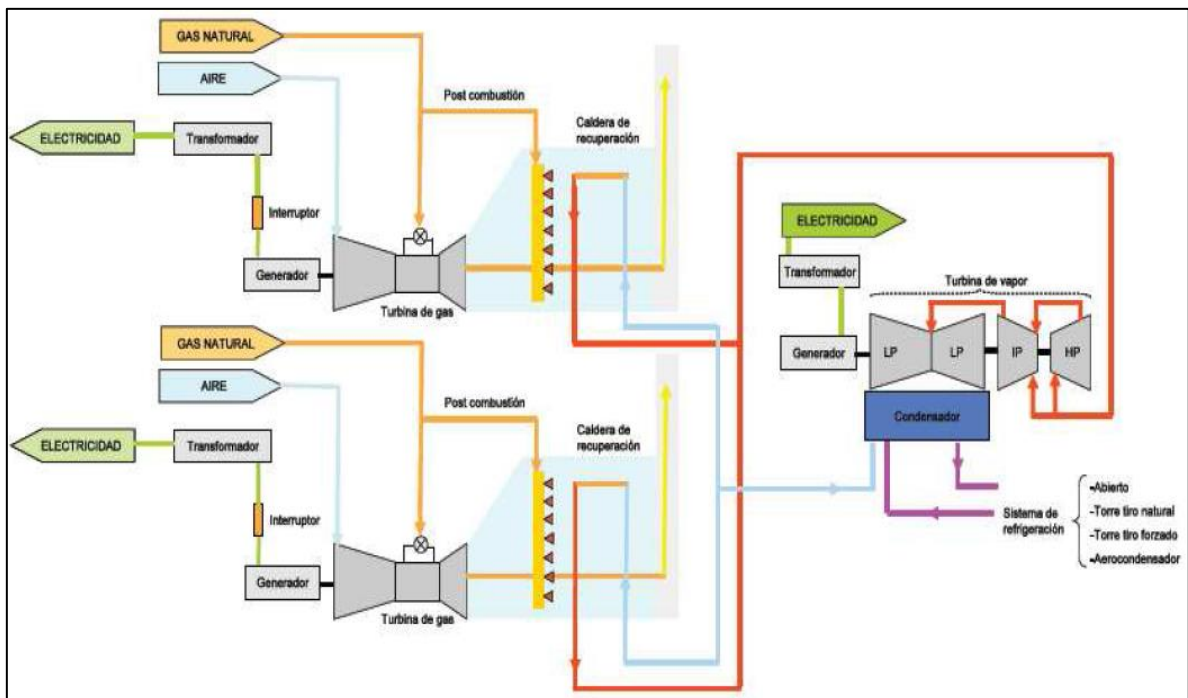 GAS NATURAL
AIRE
Post combustión
Caldera de
recuperación
ELECTRICIDAD
Transformador
Interruptor
Generador
Turbina de gas
GAS NATURAL
AIRE
Post combustión
Caldera de
recuperación
ELECTRICIDAD
Transformador
Interruptor
Generador
Turbina de gas
ELECTRICIDAD
Transformador
Turbina de vapor
Generador
LP
LP
IP
HP
Condensador
Sistema de
refrigeración
-Abierto
-Torre tiro natural
-Torre tiro forzado
-Aerocondensador